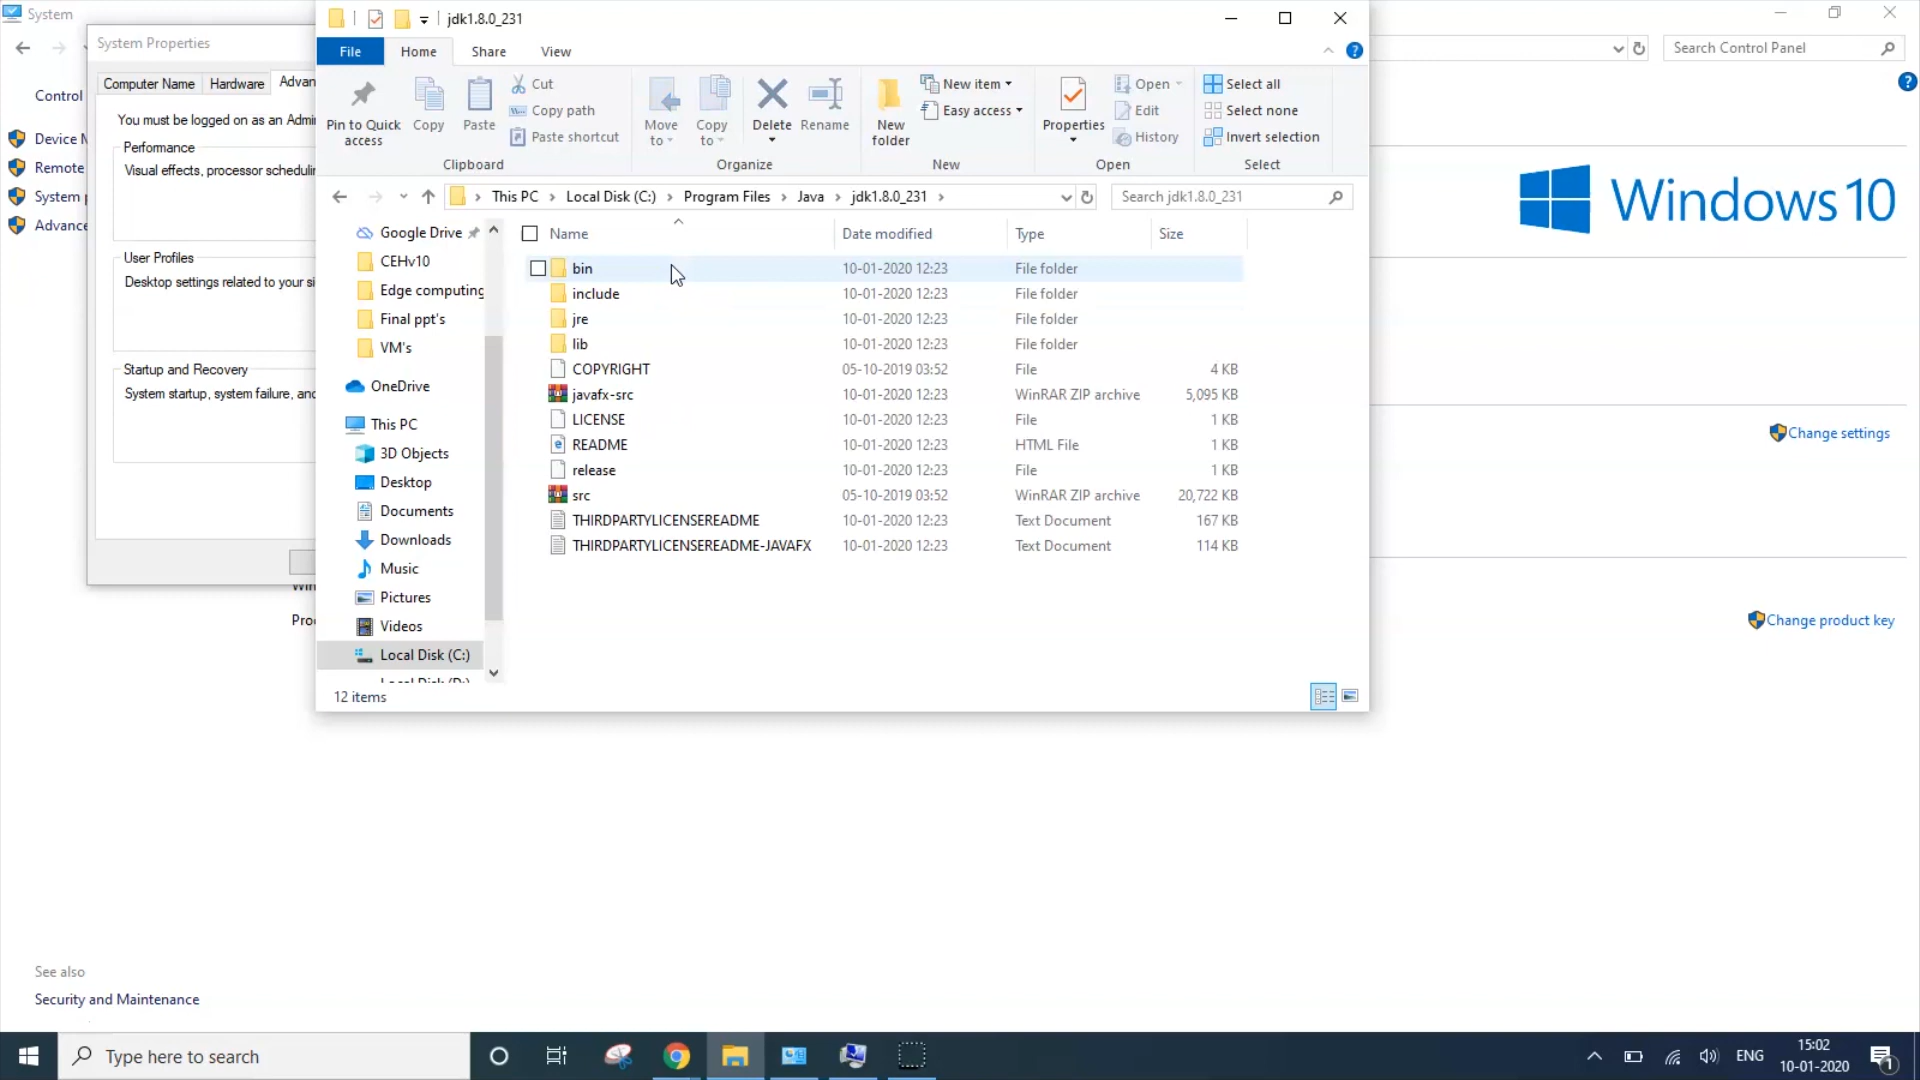 System
System Properties
Control
Device M
Remote
System p
Advance
Computer Name
Hardware
Advan
You must be logged on as an Admi
Performance
Visual effects, processor schedulin
User Profiles
Desktop settings related to your si
Startup and Recovery
System startup, system failure, and
Proc
jdk1.8.0_231
File
Home
Share
View
Pin to Quick access
Copy
Paste
Cut
Copy path
Paste shortcut
Clipboard
Move to
Copy to
Delete
Rename
Organize
New folder
New item
Easy access
New
Properties
Open
Edit
History
Open
Select all
Select none
Invert selection
Select
This PC > Local Disk (C:) > Program Files > Java > jdk1.8.0_231 >
Search jdk1.8.0_231
Google Drive
CEHv10
Edge computing
Final ppt's
VM's
OneDrive
This PC
3D Objects
Desktop
Documents
Downloads
Music
Pictures
Videos
Local Disk (C:)
Name Date modified Type Size
bin 10-01-2020 12:23 File folder
include 10-01-2020 12:23 File folder
jre 10-01-2020 12:23 File folder
lib 10-01-2020 12:23 File folder
COPYRIGHT 05-10-2019 03:52 File 4 KB
javafx-src 10-01-2020 12:23 WinRAR ZIP archive 5,095 KB
LICENSE 10-01-2020 12:23 File 1 KB
README 10-01-2020 12:23 HTML File 1 KB
release 10-01-2020 12:23 File 1 KB
src 05-10-2019 03:52 WinRAR ZIP archive 20,722 KB
THIRDPARTYLICENSEREADME 10-01-2020 12:23 Text Document 167 KB
THIRDPARTYLICENSEREADME-JAVAFX 10-01-2020 12:23 Text Document 114 KB
12 items
Search Control Panel
Windows 10
Change settings
Change product key
See also
Security and Maintenance
Type here to search
ENG
15:02
10-01-2020
1